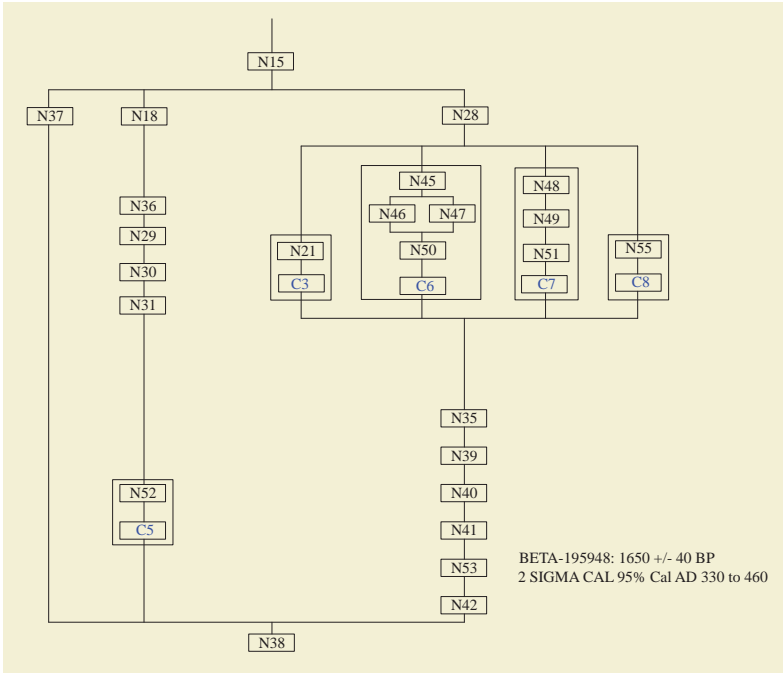 N15
N37
N18
N28
N45
N48
N36
N46
N47
N49
N29
N21
N50
N51
N55
N30
C3
C6
C7
C8
N31
N35
N39
N52
N40
C5
N41
BETA-195948: 1650 +/- 40 BP
N53
2 SIGMA CAL 95% Cal AD 330 to 460
N42
N38